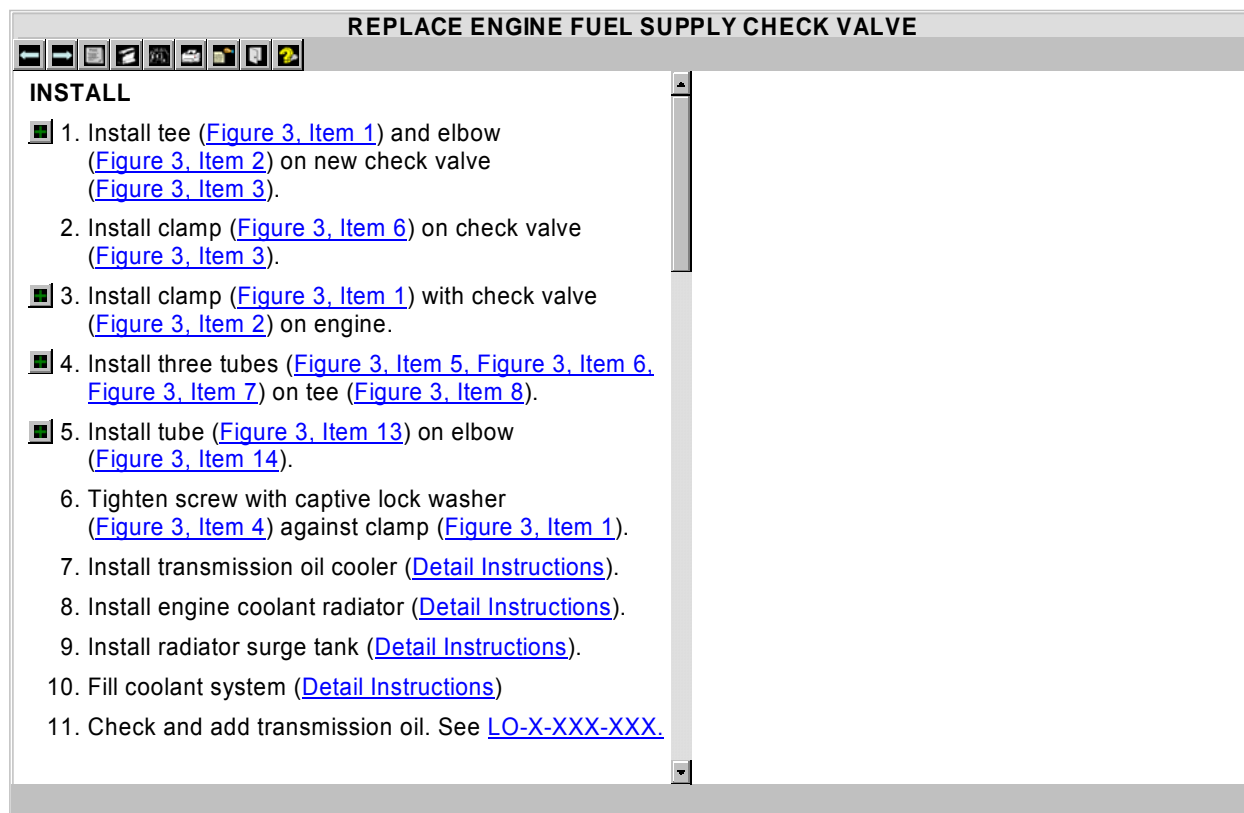 REPLACE ENGINE FUEL SUPPLY CHECK VALVE
INSTALL
1. Install tee (Figure 3, Item 1) and elbow
(Figure 3, Item 2) on new check valve
(Figure 3, Item 3).
2. Install clamp (Figure 3, Item 6) on check valve
(Figure 3, Item 3).
3. Install clamp (Figure 3, Item 1) with check valve
(Figure 3, Item 2) on engine.
4. Install three tubes (Figure 3, Item 5, Figure 3, Item 6,
Figure 3, Item 7) on tee (Figure 3, Item 8).
5. Install tube (Figure 3, Item 13) on elbow
(Figure 3, Item 14).
6. Tighten screw with captive lock washer
(Figure 3, Item 4) against clamp (Figure 3, Item 1).
7. Install transmission oil cooler (Detail Instructions).
8. Install engine coolant radiator (Detail Instructions).
9. Install radiator surge tank (Detail Instructions).
10. Fill coolant system (Detail Instructions)
11. Check and add transmission oil. See LO-X-XXX-XXX.